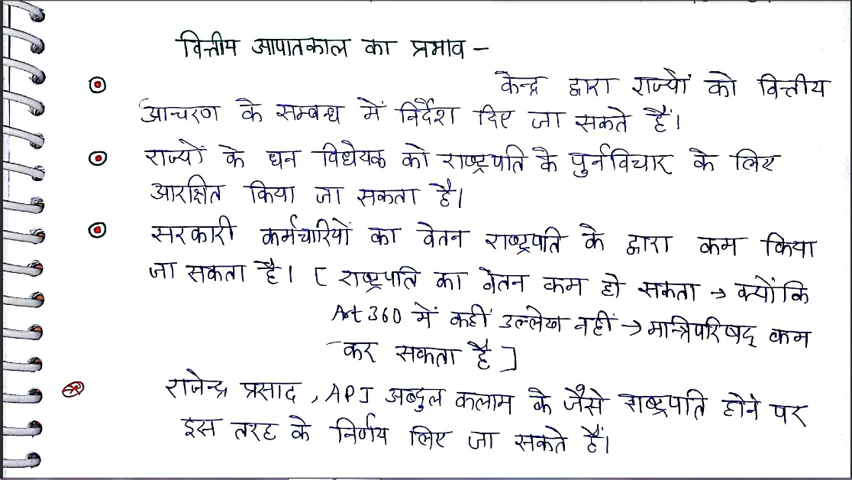 वित्तीय आपातकाल का प्रभाव –
केन्द्र द्वारा राज्यों को वित्तीय
आचरण के सम्बन्ध में निर्देश दिए जा सकते हैं।
राज्यों के धन विधेयक को राष्ट्रपति के पुर्नविचार के लिए
आरक्षित किया जा सकता है।
सरकारी कर्मचारियों का वेतन राष्ट्रपति के द्वारा कम किया
जा सकता है। [ राष्ट्रपति का वेतन कम हो सकता → क्योंकि
Art 360 में कहीं उल्लेख नहीं → मान्त्रिपरिषद् कम
कर सकता है ]
राजेन्द्र प्रसाद , APJ अब्दुल कलाम के जैसे राष्ट्रपति होने पर
इस तरह के निर्णय लिए जा सकते हैं।